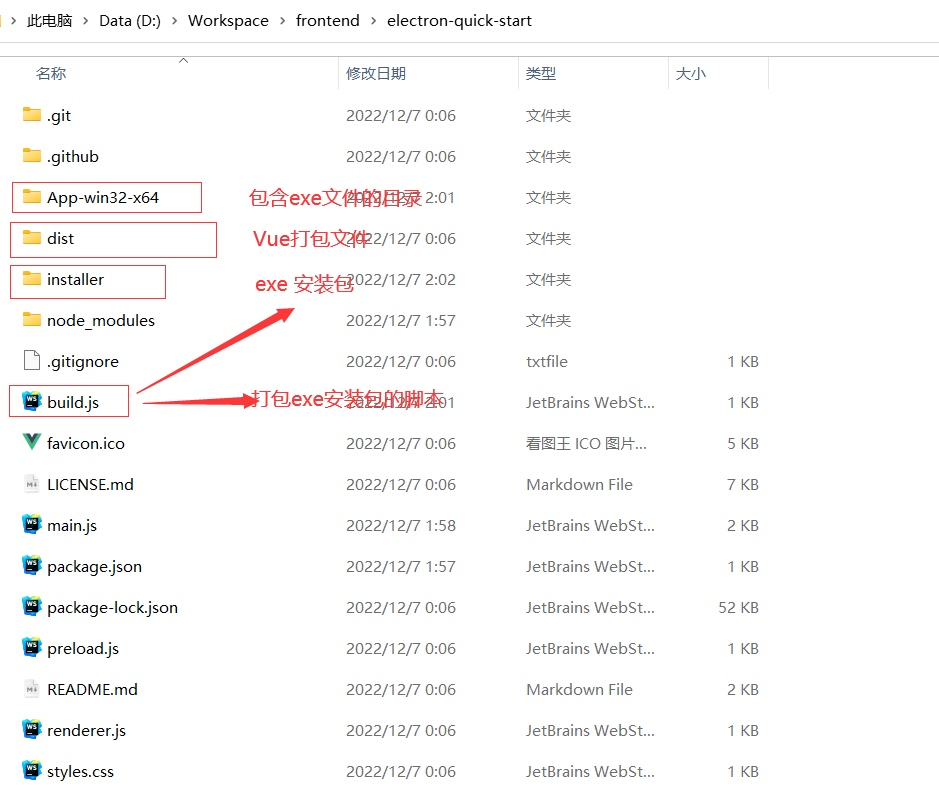 此电脑 > Data (D:) > Workspace > frontend > electron-quick-start
名称 修改日期 类型 大小
.git 2022/12/7 0:06 文件夹
.github 2022/12/7 0:06 文件夹
App-win32-x64 包含exe文件的目录 2:01 文件夹
dist Vue打包文件 2022/12/7 0:06 文件夹
installer exe 安装包 2022/12/7 2:02 文件夹
node_modules 2022/12/7 1:57 文件夹
.gitignore 2022/12/7 0:06 txtfile 1 KB
build.js 打包exe安装包的脚本 2022/12/7 2:01 JetBrains WebSt... 1 KB
favicon.ico 2022/12/7 0:06 看图王 ICO 图片... 5 KB
LICENSE.md 2022/12/7 0:06 Markdown File 7 KB
main.js 2022/12/7 1:58 JetBrains WebSt... 2 KB
package.json 2022/12/7 1:57 JetBrains WebSt... 1 KB
package-lock.json 2022/12/7 0:06 JetBrains WebSt... 52 KB
preload.js 2022/12/7 0:06 JetBrains WebSt... 1 KB
README.md 2022/12/7 0:06 Markdown File 2 KB
renderer.js 2022/12/7 0:06 JetBrains WebSt... 1 KB
styles.css 2022/12/7 0:06 JetBrains WebSt... 1 KB